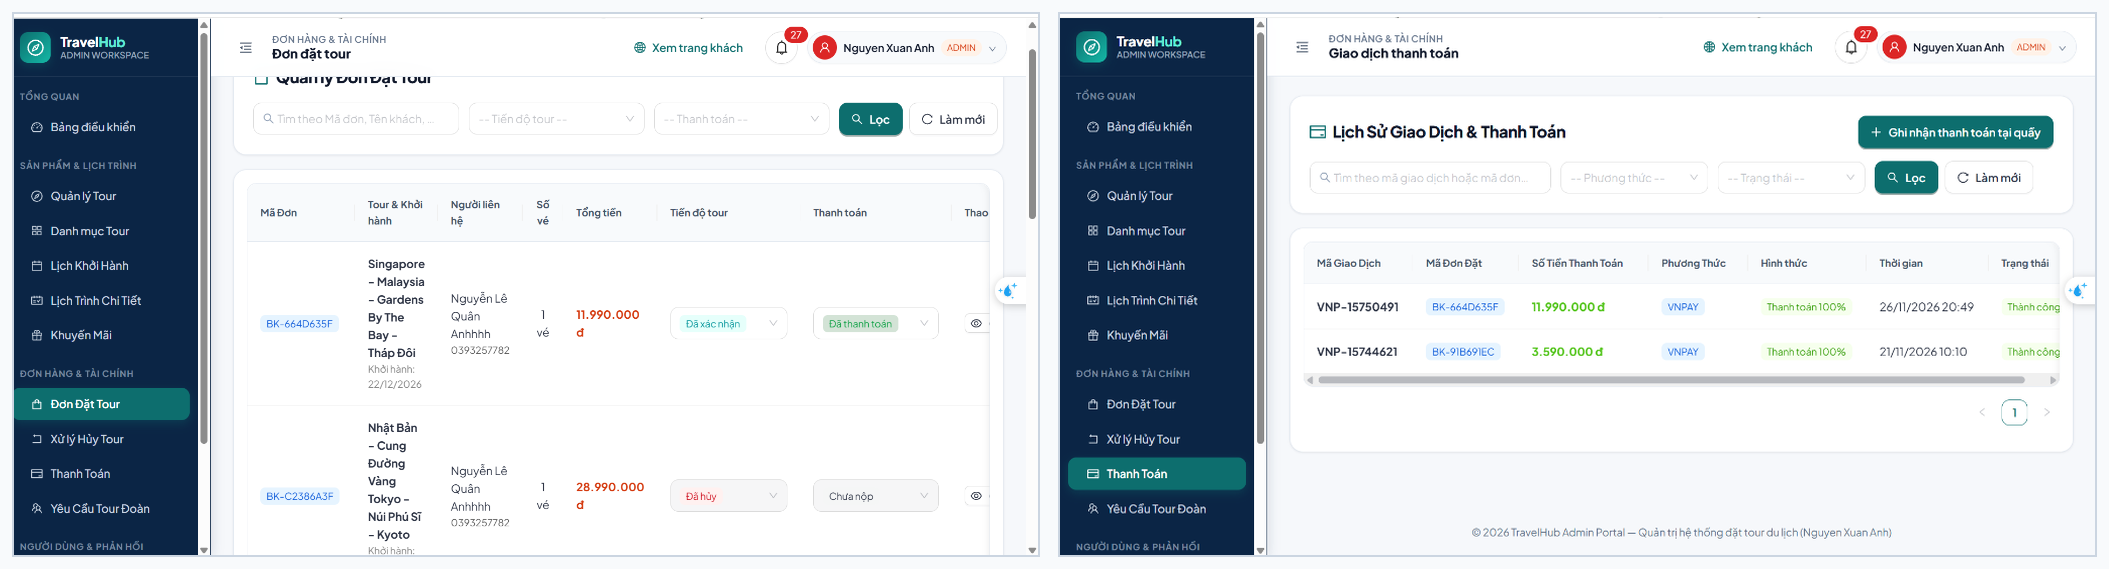 TravelHub
ADMIN WORKSPACE
TỔNG QUAN
Bảng điều khiển
SẢN PHẨM & LỊCH TRÌNH
Quản lý Tour
Danh mục Tour
Lịch Khởi Hành
Lịch Trình Chi Tiết
Khuyến Mãi
ĐƠN HÀNG & TÀI CHÍNH
Đơn Đặt Tour
Xử lý Hủy Tour
Thanh Toán
Yêu Cầu Tour Đoàn
NGƯỜI DÙNG & PHẢN HỒI
ĐƠN HÀNG & TÀI CHÍNH
Đơn đặt tour
Xem trang khách
27
Nguyen Xuan Anh ADMIN
Quản lý Đơn Đặt Tour
Tìm theo Mã đơn, Tên khách, ...
-- Tiến độ tour --
-- Thanh toán --
Lọc
Làm mới
Mã Đơn
Tour & Khởi
hành
Người liên
hệ
Số
vé
Tổng tiền
Tiến độ tour
Thanh toán
Thao
BK-664D635F
Singapore
- Malaysia
- Gardens
By The
Bay -
Tháp Đôi
Khởi hành:
22/12/2026
Nguyễn Lê
Quân
Anhhhh
0393257782
1
vé
11.990.000
đ
Đã xác nhận
Đã thanh toán
BK-C2386A3F
Nhật Bản
- Cung
Đường
Vàng
Tokyo -
Núi Phú Sĩ
- Kyoto
Khởi hành:
Nguyễn Lê
Quân
Anhhhh
0393257782
1
vé
28.990.000
đ
Đã hủy
Chưa nộp
TravelHub
ADMIN WORKSPACE
TỔNG QUAN
Bảng điều khiển
SẢN PHẨM & LỊCH TRÌNH
Quản lý Tour
Danh mục Tour
Lịch Khởi Hành
Lịch Trình Chi Tiết
Khuyến Mãi
ĐƠN HÀNG & TÀI CHÍNH
Đơn Đặt Tour
Xử lý Hủy Tour
Thanh Toán
Yêu Cầu Tour Đoàn
NGƯỜI DÙNG & PHẢN HỒI
ĐƠN HÀNG & TÀI CHÍNH
Giao dịch thanh toán
Xem trang khách
27
Nguyen Xuan Anh ADMIN
Lịch Sử Giao Dịch & Thanh Toán
+ Ghi nhận thanh toán tại quầy
Tìm theo mã giao dịch hoặc mã đơn...
-- Phương thức --
-- Trạng thái --
Lọc
Làm mới
Mã Giao Dịch
Mã Đơn Đặt
Số Tiền Thanh Toán
Phương Thức
Hình thức
Thời gian
Trạng thái
VNP-15750491
BK-664D635F
11.990.000 đ
VNPAY
Thanh toán 100%
26/11/2026 20:49
Thành công
VNP-15744621
BK-91B691EC
3.590.000 đ
VNPAY
Thanh toán 100%
21/11/2026 10:10
Thành công
1
© 2026 TravelHub Admin Portal — Quản trị hệ thống đặt tour du lịch (Nguyen Xuan Anh)